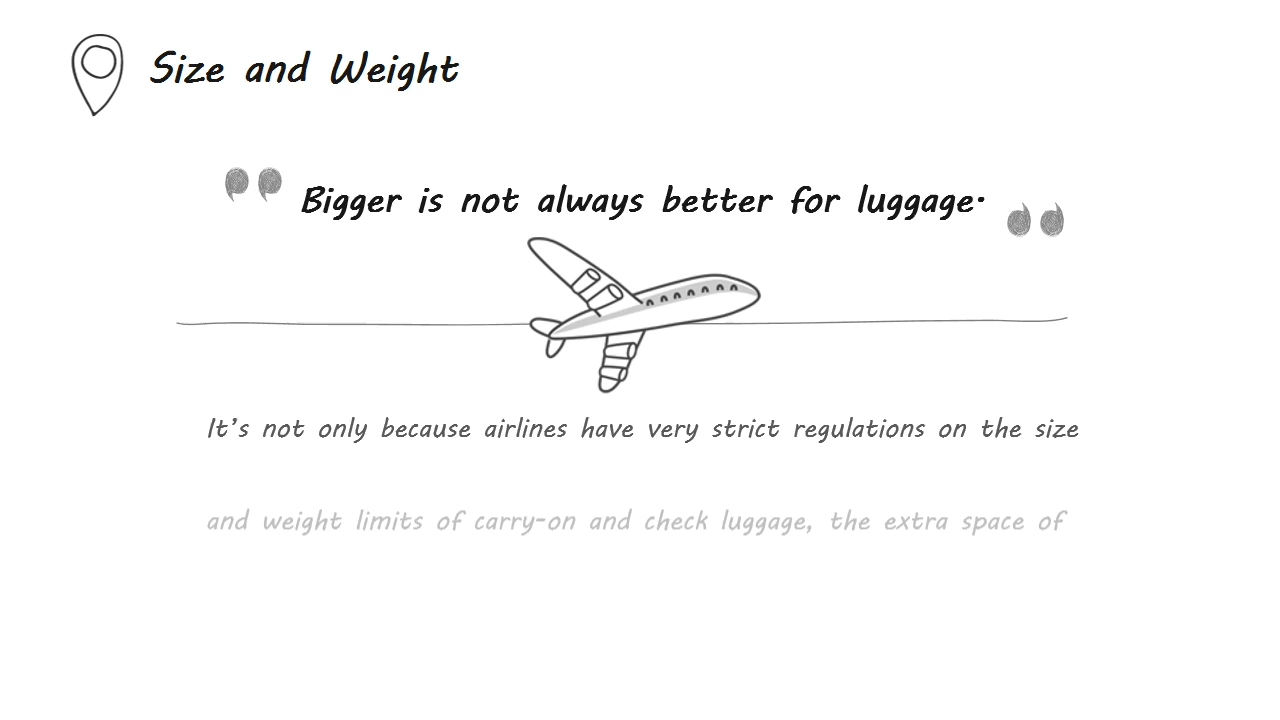 Size and Weight
" Bigger is not always better for luggage. "
It's not only because airlines have very strict regulations on the size
and weight limits of carry-on and check luggage, the extra space of